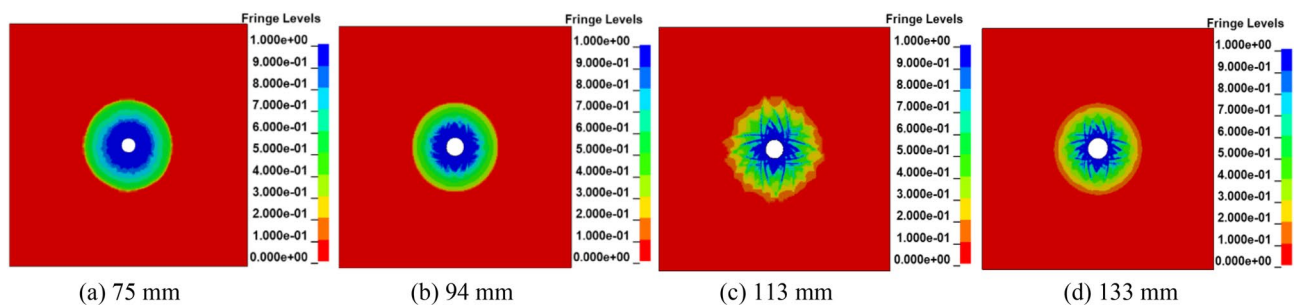 Fringe Levels
1.000e+00
9.000e-01
8.000e-01
7.000e-01
6.000e-01
5.000e-01
4.000e-01
3.000e-01
2.000e-01
1.000e-01
0.000e+00
(a) 75 mm
Fringe Levels
1.000e+00
9.000e-01
8.000e-01
7.000e-01
6.000e-01
5.000e-01
4.000e-01
3.000e-01
2.000e-01
1.000e-01
0.000e+00
(b) 94 mm
Fringe Levels
1.000e+00
9.000e-01
8.000e-01
7.000e-01
6.000e-01
5.000e-01
4.000e-01
3.000e-01
2.000e-01
1.000e-01
0.000e+00
(c) 113 mm
Fringe Levels
1.000e+00
9.000e-01
8.000e-01
7.000e-01
6.000e-01
5.000e-01
4.000e-01
3.000e-01
2.000e-01
1.000e-01
0.000e+00
(d) 133 mm